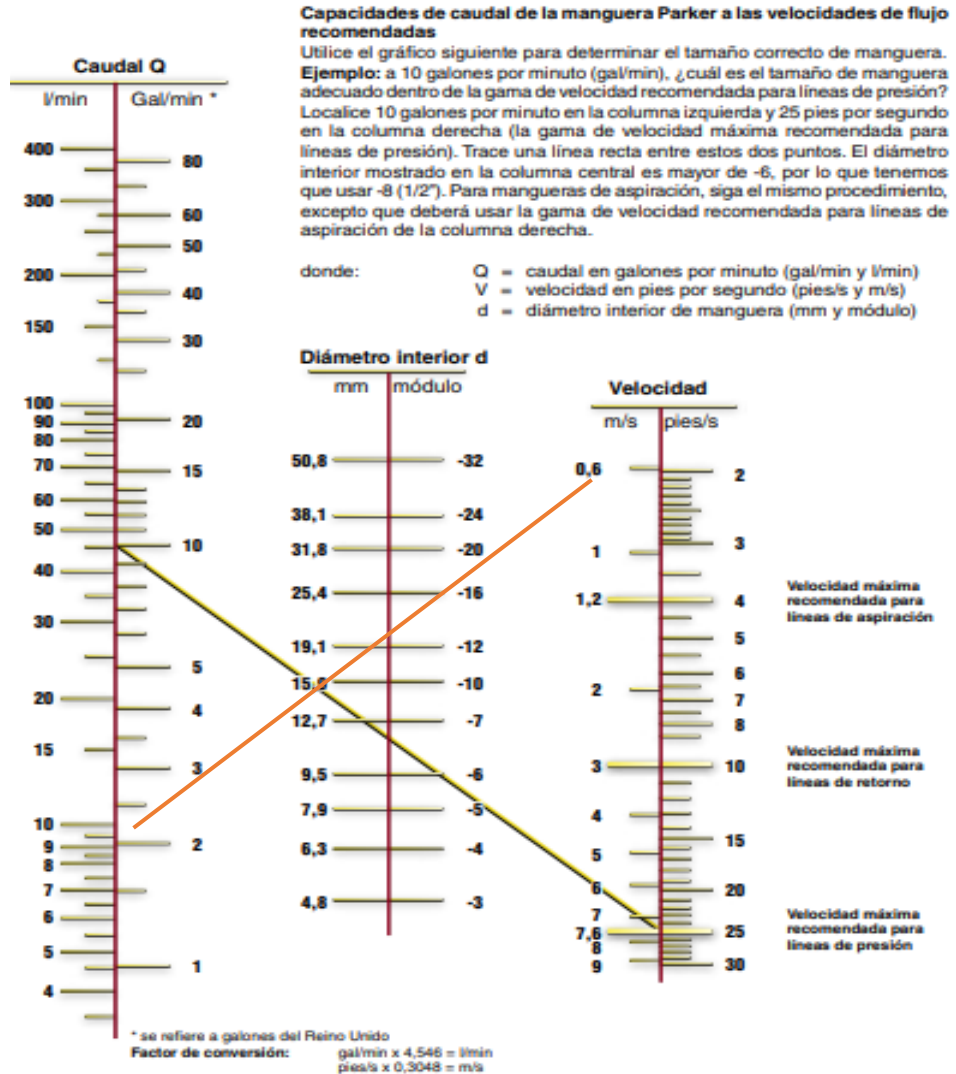 Capacidades de caudal de la manguera Parker a las velocidades de flujo
recomendadas
Utilice el gráfico siguiente para determinar el tamaño correcto de manguera.
Ejemplo: a 10 galones por minuto (gal/min), ¿cuál es el tamaño de manguera
adecuado dentro de la gama de velocidad recomendada para líneas de presión?
Localice 10 galones por minuto en la columna izquierda y 25 pies por segundo
en la columna derecha (la gama de velocidad máxima recomendada para
líneas de presión). Trace una línea recta entre estos dos puntos. El diámetro
interior mostrado en la columna central es mayor de -6, por lo que tenemos
que usar -8 (1/2"). Para mangueras de aspiración, siga el mismo procedimiento,
excepto que deberá usar la gama de velocidad recomendada para líneas de
aspiración de la columna derecha.
donde:
Q = caudal en galones por minuto (gal/min y l/min)
V = velocidad en pies por segundo (pies/s y m/s)
d = diámetro interior de manguera (mm y módulo)
Caudal Q
l/min Gal/min *
400
80
300
60
50
200
40
150
30
100
90
20
80
70
15
60
50
10
40
30
5
20
4
15
3
10
9
2
8
7
6
5
1
4
Diámetro interior d
mm módulo
50,8 -32
38,1 -24
31,8 -20
25,4 -16
19,1 -12
15,9 -10
12,7 -7
9,5 -6
7,9 -5
6,3 -4
4,8 -3
Velocidad
m/s pies/s
0,6 2
3
1
1,2 4
5
6
2
7
8
3 10
4
15
5
6 20
7
7,6 25
8
9 30
Velocidad máxima
recomendada para
líneas de aspiración
Velocidad máxima
recomendada para
líneas de retorno
Velocidad máxima
recomendada para
líneas de presión
* se refiere a galones del Reino Unido
Factor de conversión: gal/min x 4,546 = l/min
pies/s x 0,3048 = m/s